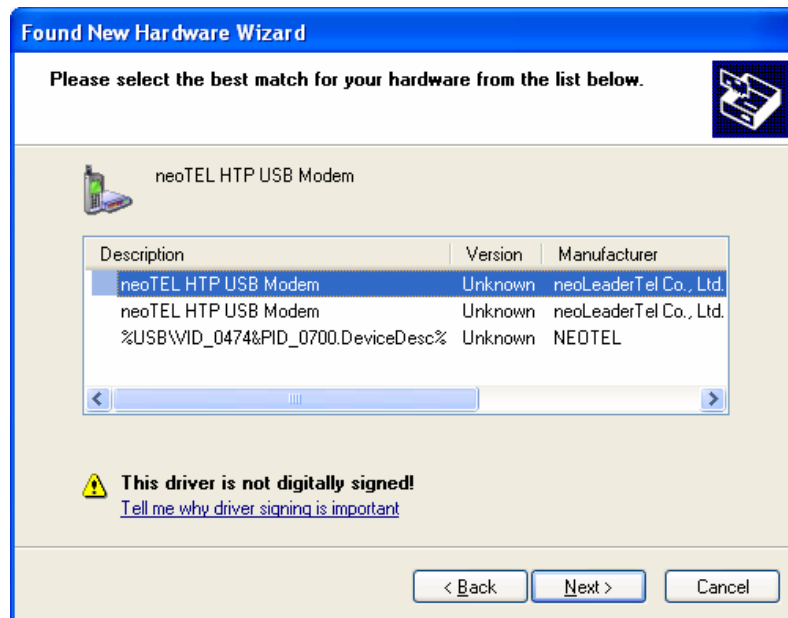 Found New Hardware Wizard
Please select the best match for your hardware from the list below.
neoTEL HTP USB Modem
Description Version Manufacturer
neoTEL HTP USB Modem Unknown neoLeaderTel Co., Ltd.
neoTEL HTP USB Modem Unknown neoLeaderTel Co., Ltd.
%USB\VID_0474&PID_0700.DeviceDesc% Unknown NEOTEL
This driver is not digitally signed!
Tell me why driver signing is important
< Back Next > Cancel